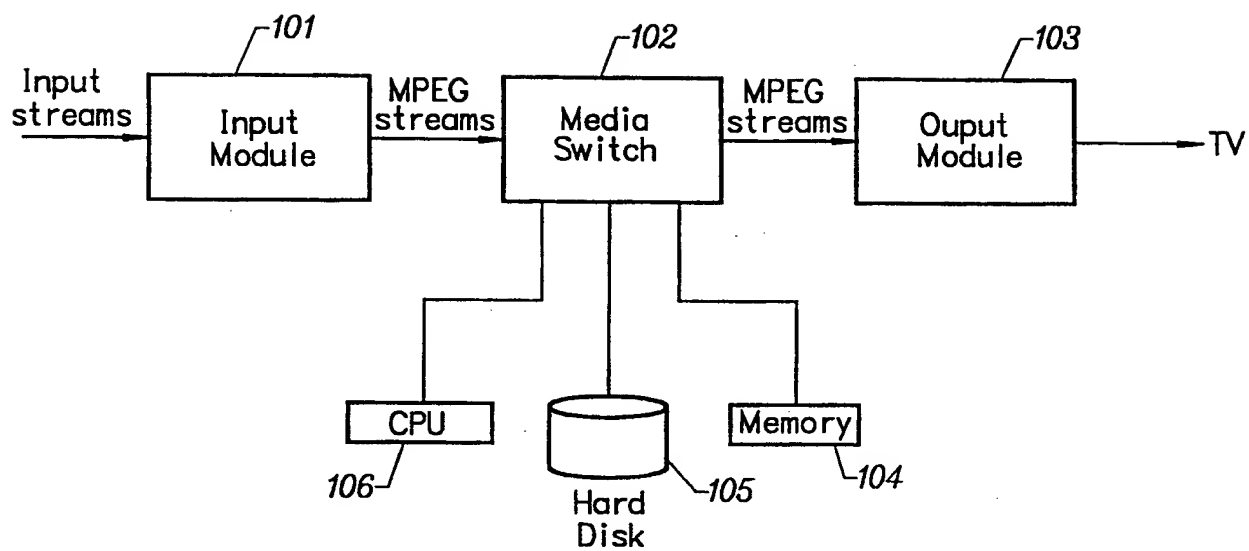 101
102
103
Input
streams
Input
Module
MPEG
streams
Media
Switch
MPEG
streams
Ouput
Module
TV
CPU
106
Hard
Disk
105
Memory
104